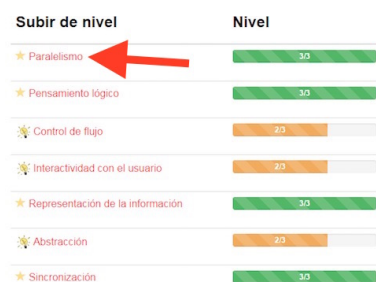 Subir de nivel Nivel
Paralelismo 3/3
Pensamiento lógico 3/3
Control de flujo 2/3
Interactividad con el usuario 2/3
Representación de la información 3/3
Abstracción 2/3
Sincronización 3/3